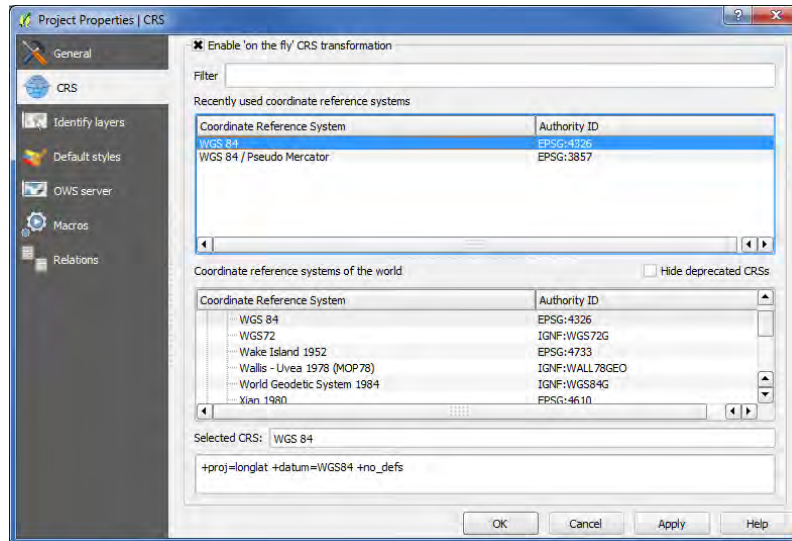 Project Properties | CRS
General
CRS
Identify layers
Default styles
OWS server
Macros
Relations
Enable 'on the fly' CRS transformation
Filter
Recently used coordinate reference systems
Coordinate Reference System Authority ID
WGS 84 EPSG:4326
WGS 84 / Pseudo Mercator EPSG:3857
Coordinate reference systems of the world Hide deprecated CRSs
Coordinate Reference System Authority ID
WGS 84 EPSG:4326
WGS72 IGNF:WGS72G
Wake Island 1952 EPSG:4733
Wallis - Uvea 1978 (MOP78) IGNF:WALL78GEO
World Geodetic System 1984 IGNF:WGS84G
Xian 1980 EPSG:4610
Selected CRS: WGS 84
+proj=longlat +datum=WGS84 +no_defs
OK Cancel Apply Help